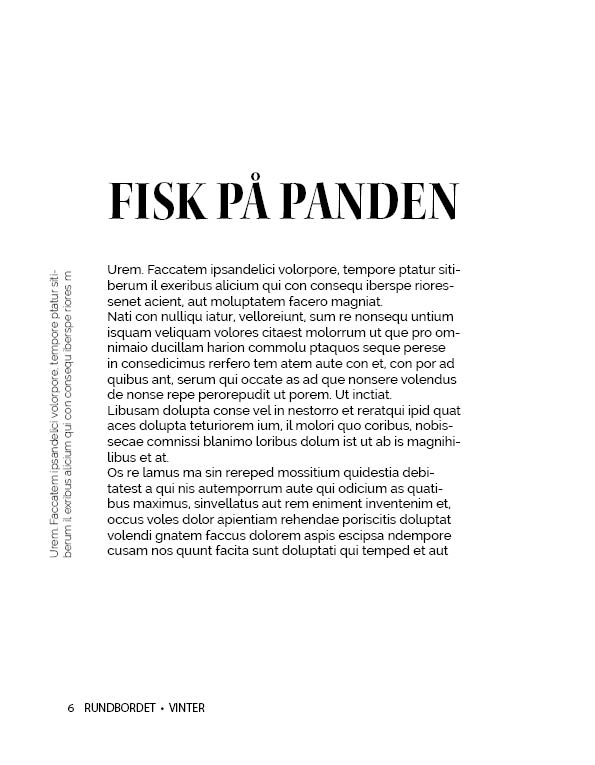 FISK PÅ PANDEN
Urem. Faccatem ipsandelici volorpore, tempore ptatur siti-
berum il exeribus alicium qui con consequ iberspe riores-
senet acient, aut moluptatem facero magniat.
Nati con nulliqu iatur, velloreiunt, sum re nonsequ untium
isquam veliquam volores citaest molorrum ut que pro om-
nimaio ducillam harion commolu ptaquos seque perese
in consedicimus rerfero tem atem aute con et, con por ad
quibus ant, serum qui occate as ad que nonsere volendus
de nonse repe perorepudit ut porem. Ut inctiat.
Libusam dolupta conse vel in nestorro et reratqui ipid quat
aces dolupta teturiorem ium, il molori quo coribus, nobis-
secae comnissi blanimo loribus dolum ist ut ab is magnihi-
libus et at.
Os re lamus ma sin rereped mossitium quidestia debi-
tatest a qui nis autemporrum aute qui odicium as quati-
bus maximus, sinvellatus aut rem eniment inventenim et,
occus voles dolor apientiam rehendae poriscitis doluptat
volendi gnatem faccus dolorem aspis escipsa ndempore
cusam nos quunt facita sunt doluptati qui temped et aut
Urem. Faccatem ipsandelici volorpore, tempore ptatur siti-
berum il exribus alicium qui con consequ iberspe riores m
6 RUNDBORDET • VINTER